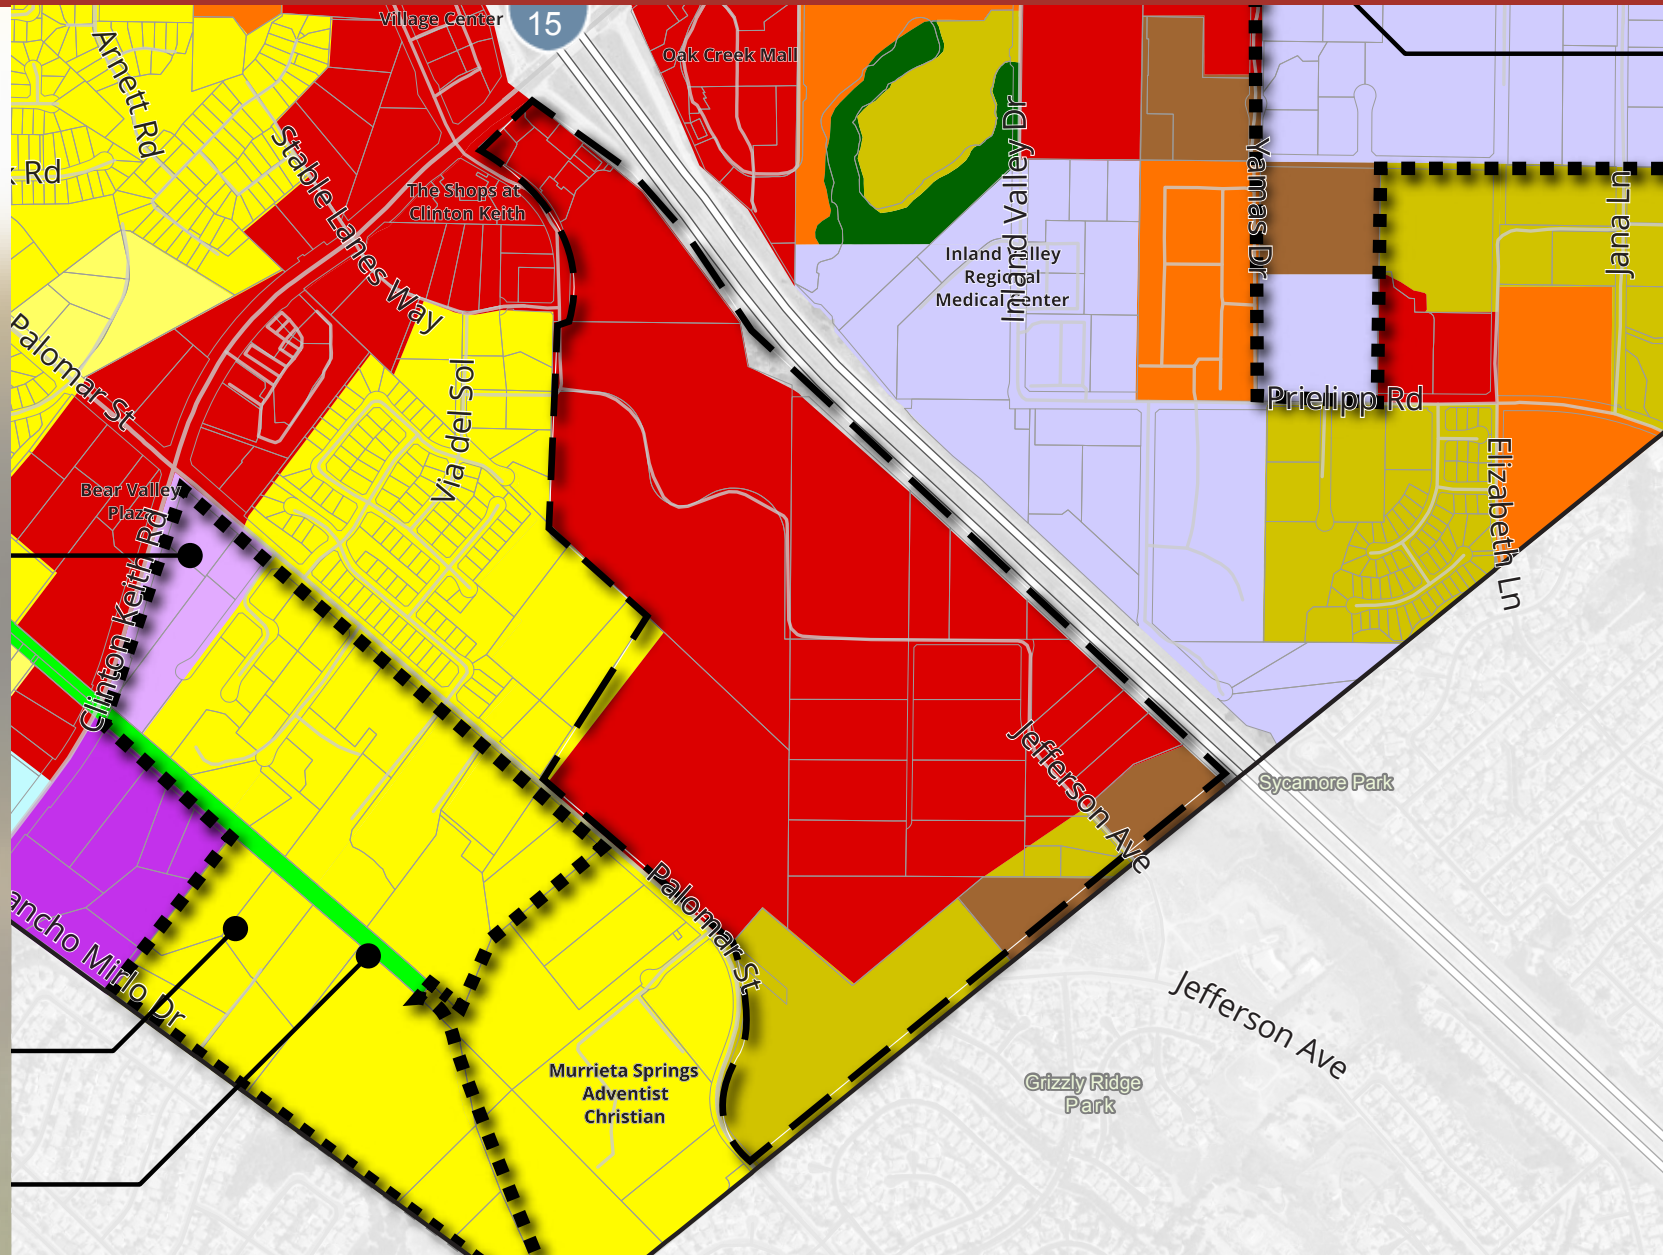 Village Center
15
Oak Creek Mall
Arnett Rd
Rd
Stable Lanes Way
The Shops at
Clinton Keith
Inland Valley Dr
Yamas Dr
Jana Ln
Inland Valley
Regional
Medical Center
Palomar St
Via del Sol
Prielipp Rd
Elizabeth Ln
Bear Valley
Plaza
Clinton Keith Rd
Jefferson Ave
Sycamore Park
Palomar St
ancho Mirlo Dr
Jefferson Ave
Murrieta Springs
Adventist
Christian
Grizzly Ridge
Park